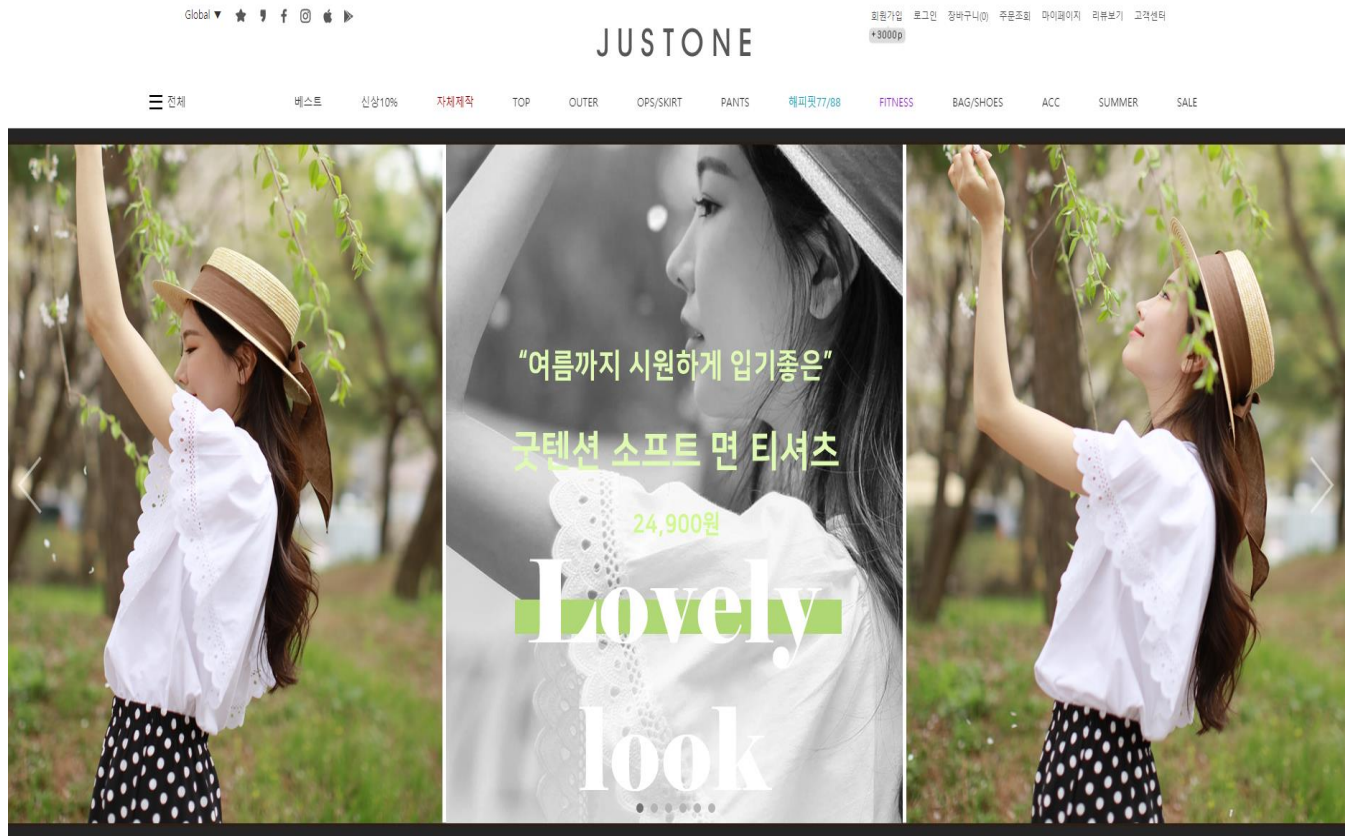 Global ▼
회원가입 로그인 장바구니(0) 주문조회 마이페이지 리뷰보기 고객센터
+3000p
JUSTONE
전체 베스트 신상10% 자체제작 TOP OUTER OPS/SKIRT PANTS 해피핏77/88 FITNESS BAG/SHOES ACC SUMMER SALE
“여름까지 시원하게 입기좋은”
굿텐션 소프트 면 티셔츠
24,900원
Lovely
look